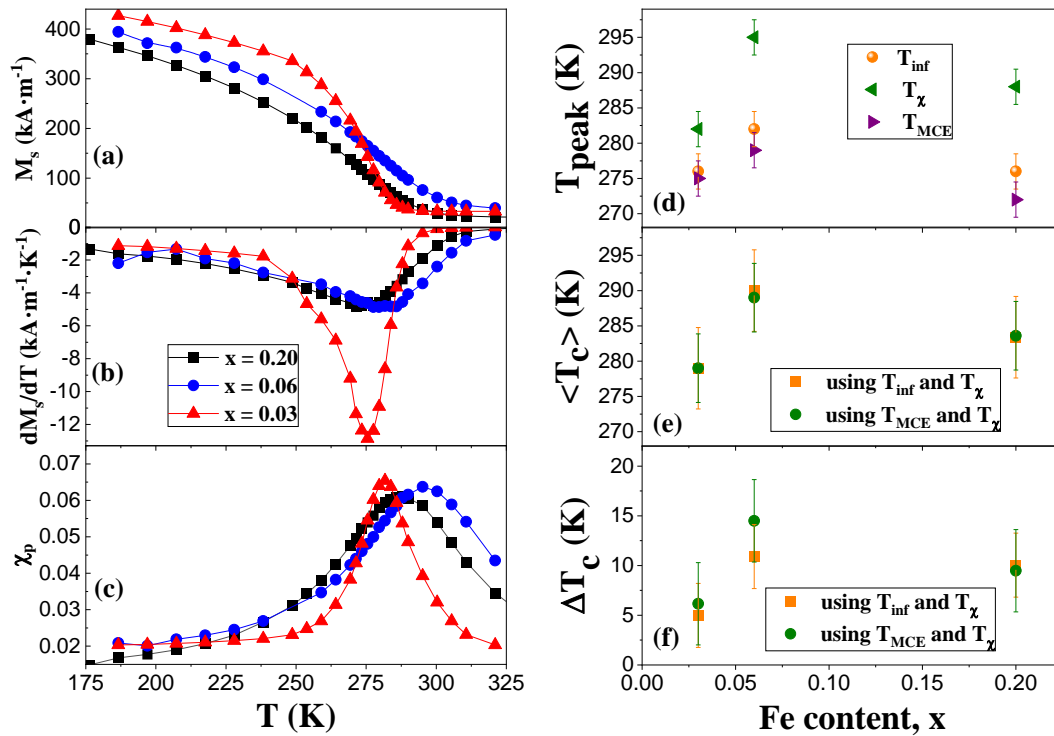 400
300
200
100
0
M_s (kA·m⁻¹)
(a)
-2
-4
-6
-8
-10
-12
dM_s/dT (kA·m⁻¹·K⁻¹)
(b)
x = 0.20
x = 0.06
x = 0.03
0.07
0.06
0.05
0.04
0.03
0.02
χ_p
(c)
175 200 225 250 275 300 325
T (K)
295
290
285
280
275
270
T_peak (K)
T_inf
T_χ
T_MCE
(d)
295
290
285
280
275
270
<T_C> (K)
(e)
using T_inf and T_χ
using T_MCE and T_χ
20
15
10
5
0
ΔT_C (K)
(f)
using T_inf and T_χ
using T_MCE and T_χ
0.00 0.05 0.10 0.15 0.20
Fe content, x